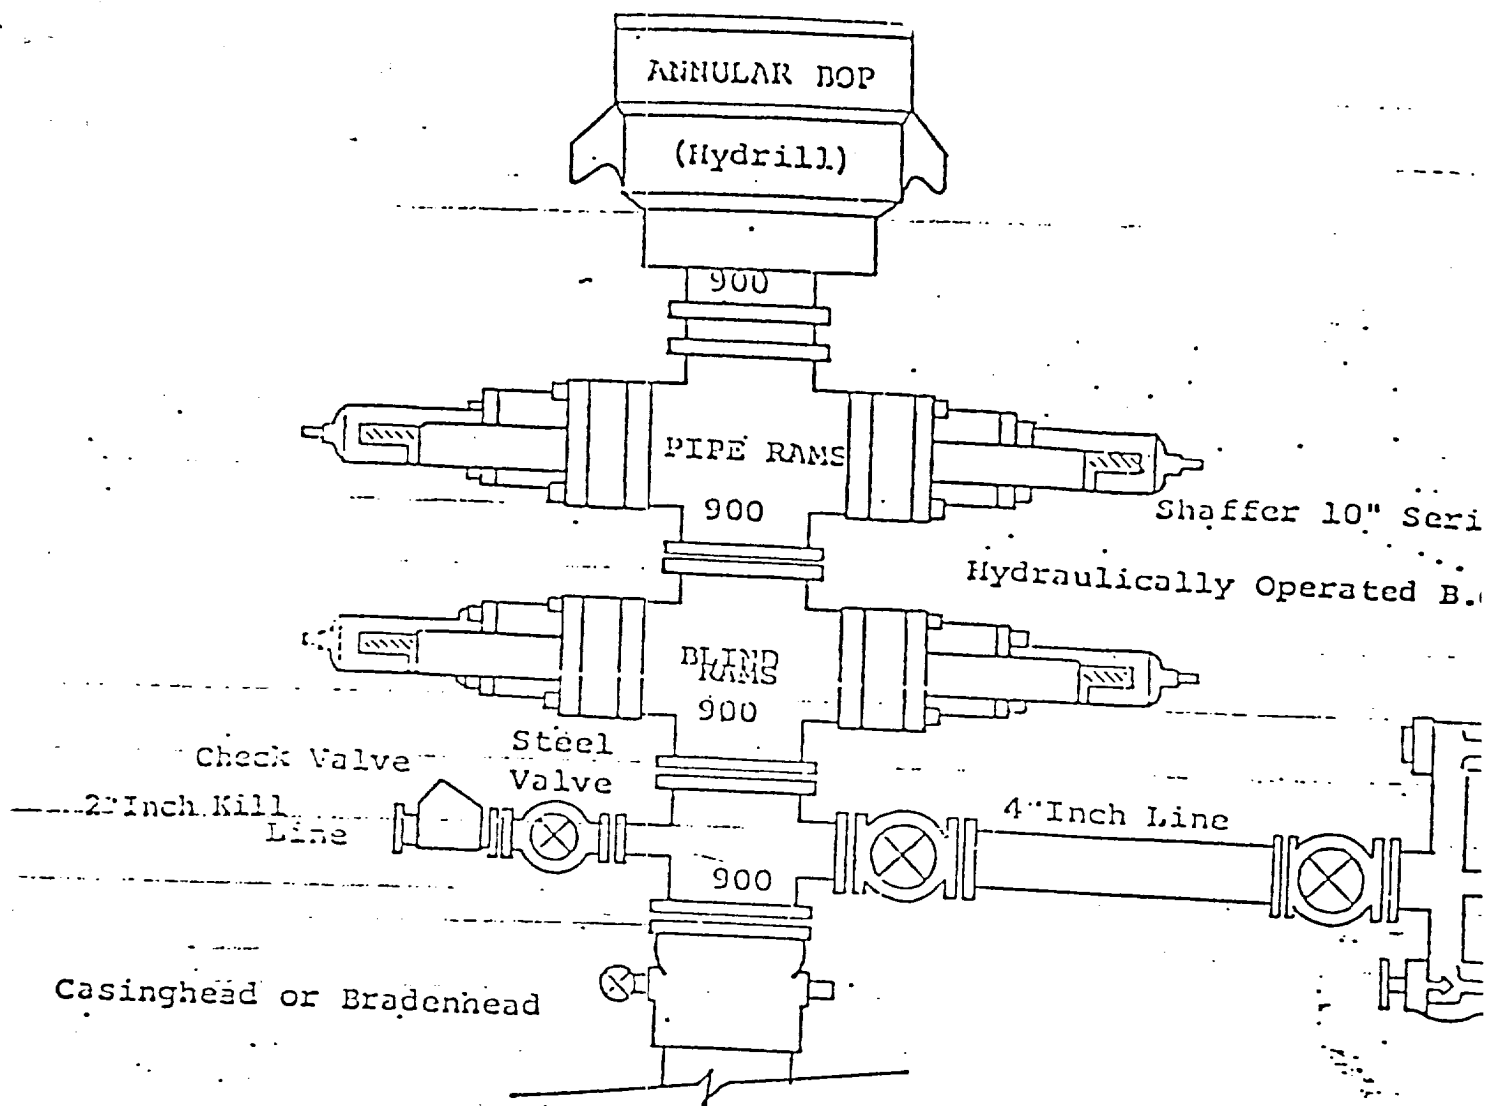 ANNULAR BOP
(Hydrill)
900
PIPE RAMS
900
Shaffer 10" Seri
Hydraulically Operated B.
BLIND
RAMS
900
Steel
Valve
Check Valve
2"Inch Kill
Line
4"Inch Line
900
Casinghead or Bradenhead